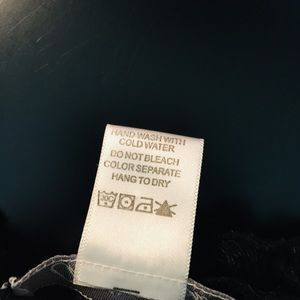 HAND WASH WITH
COLD WATER
DO NOT BLEACH
COLOR SEPARATE
HANG TO DRY